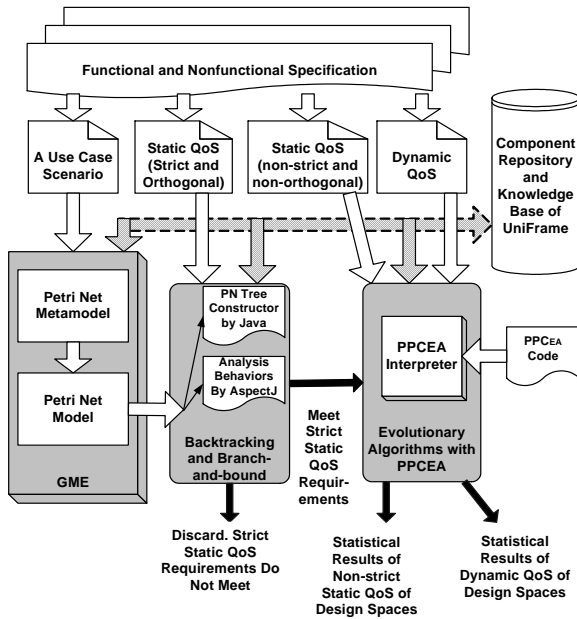 Functional and Nonfunctional Specification
A Use Case
Scenario
Static QoS
(Strict and
Orthogonal)
Static QoS
(non-strict and
non-orthogonal)
Dynamic
QoS
Component
Repository
and
Knowledge
Base of
UniFrame
Petri Net
Metamodel
Petri Net
Model
GME
PN Tree
Constructor
by Java
Analysis
Behaviors
By AspectJ
Backtracking
and Branch-
and-bound
Meet
Strict
Static
QoS
Require-
ments
PPCEA
Interpreter
Evolutionary
Algorithms with
PPCEA
PPCEA
Code
Discard. Strict
Static QoS
Requirements Do
Not Meet
Statistical
Results of
Non-strict
Static QoS of
Design Spaces
Statistical
Results of
Dynamic QoS of
Design Spaces